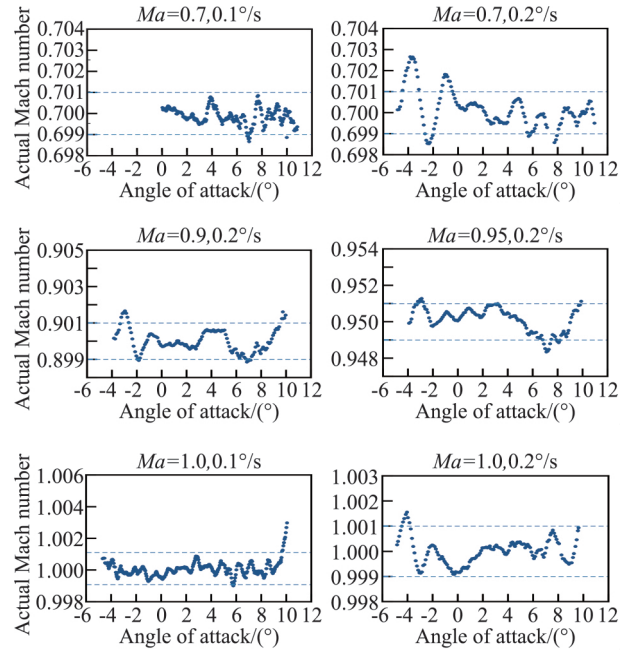 Ma=0.7,0.1°/s
Actual Mach number
0.704
0.702
0.701
0.700
0.699
0.698
-6 -4 -2 0 2 4 6 8 10 12
Angle of attack/(°)
Ma=0.7,0.2°/s
0.704
0.702
0.701
0.700
0.699
0.698
-6 -4 -2 0 2 4 6 8 10 12
Angle of attack/(°)
Ma=0.9,0.2°/s
Actual Mach number
0.905
0.903
0.901
0.899
-6 -4 -2 0 2 4 6 8 10 12
Angle of attack/(°)
Ma=0.95,0.2°/s
0.954
0.952
0.950
0.948
-6 -4 -2 0 2 4 6 8 10 12
Angle of attack/(°)
Ma=1.0,0.1°/s
Actual Mach number
1.006
1.004
1.002
1.000
0.998
-6 -4 -2 0 2 4 6 8 10 12
Angle of attack/(°)
Ma=1.0,0.2°/s
1.003
1.002
1.001
1.000
0.999
0.998
-6 -4 -2 0 2 4 6 8 10 12
Angle of attack/(°)